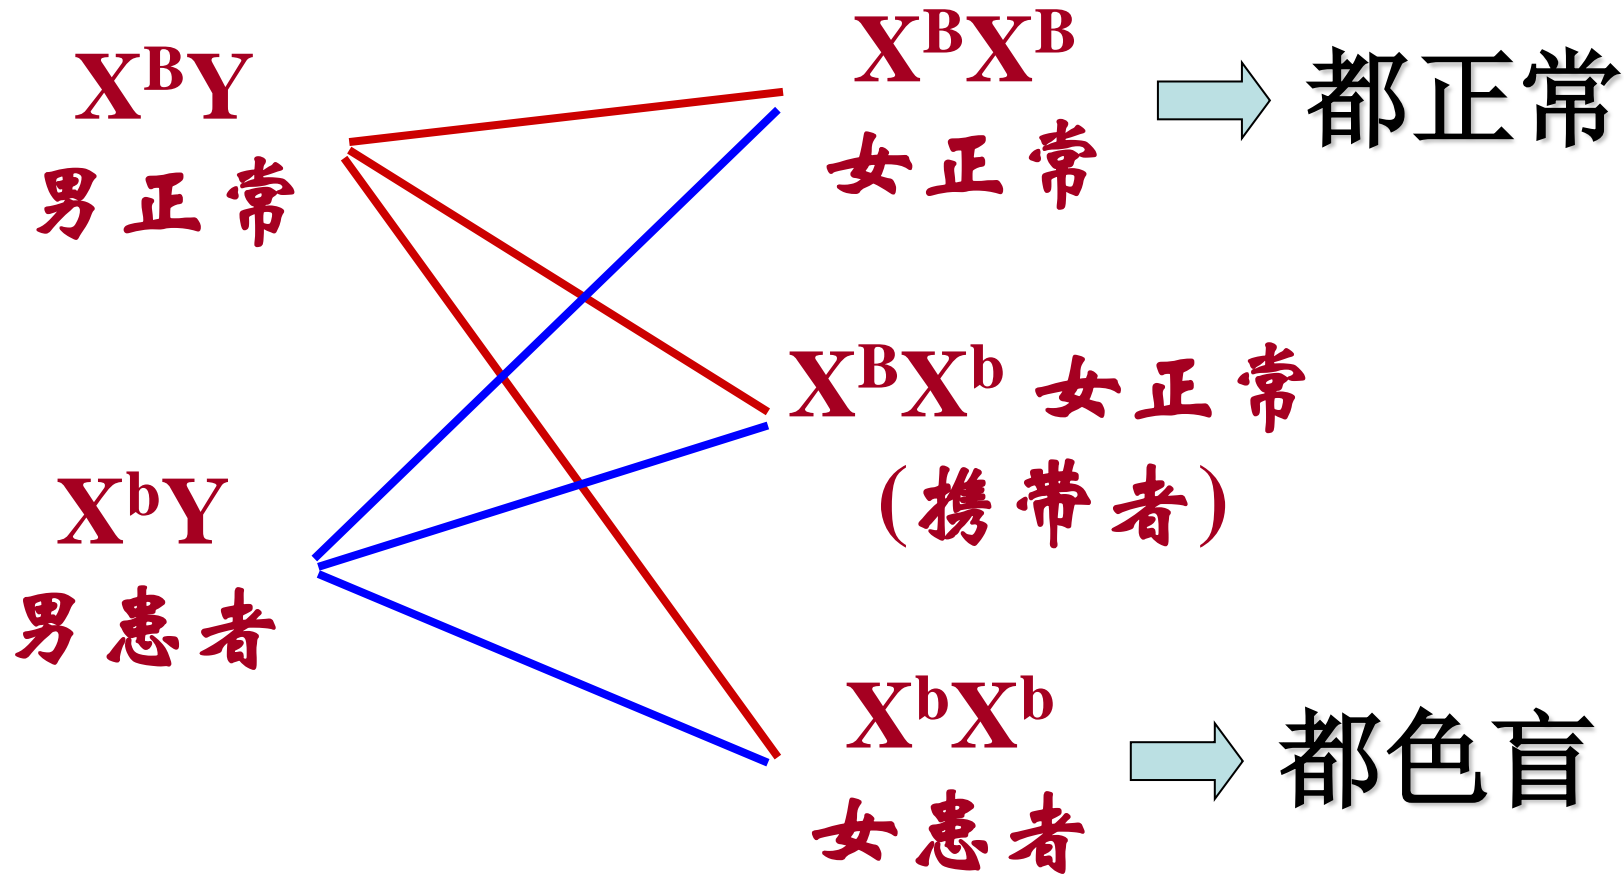 XᴮY
男正常
XᵇY
男患者
XᴮXᴮ
女正常
都正常
XᴮXᵇ 女正常
(携带者)
XᵇXᵇ
女患者
都色盲